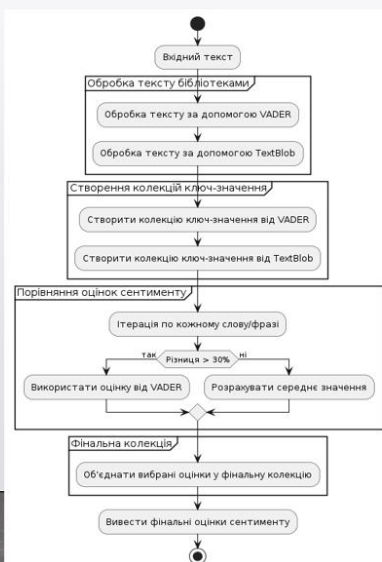 Вхідний текст
Обробка тексту бібліотеками
Обробка тексту за допомогою VADER
Обробка тексту за допомогою TextBlob
Створення колекцій ключ-значення
Створити колекцію ключ-значення від VADER
Створити колекцію ключ-значення від TextBlob
Порівняння оцінок сентименту
Ітерація по кожному слову/фразі
так
Різниця > 30%
ні
Використати оцінку від VADER
Розрахувати середнє значення
Фінальна колекція
Об'єднати вибрані оцінки у фінальну колекцію
Вивести фінальні оцінки сентименту